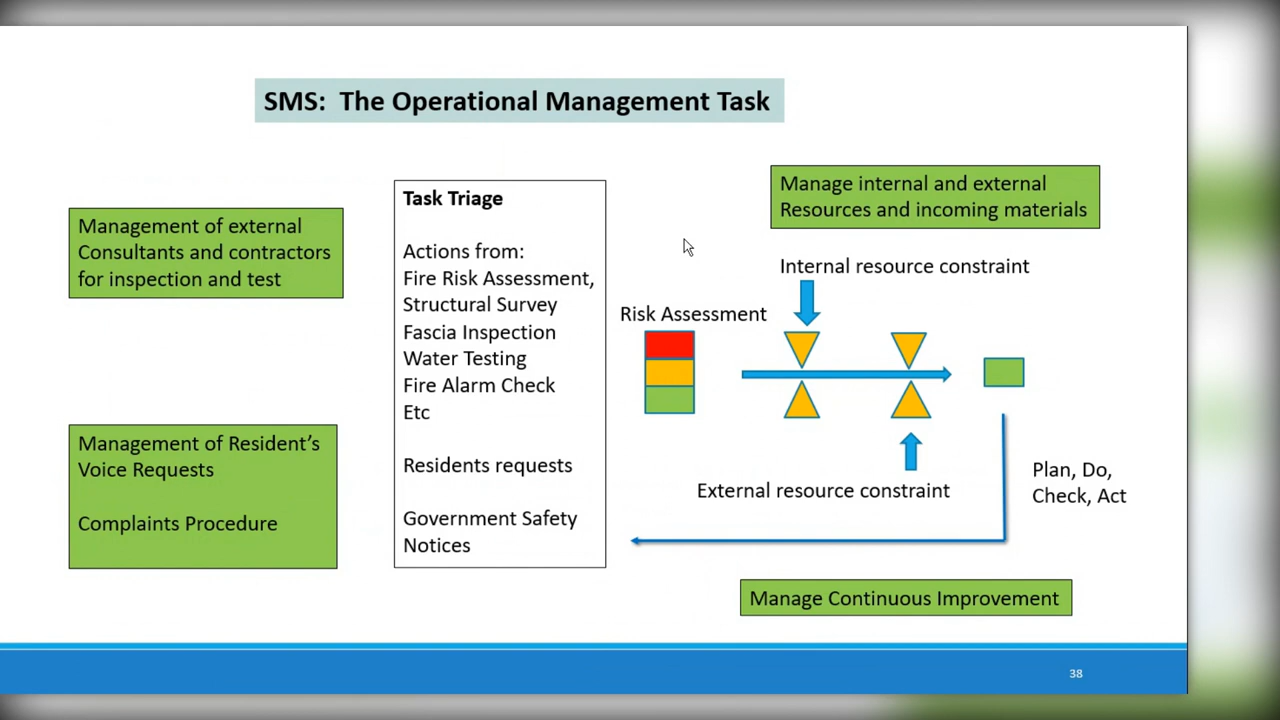 SMS: The Operational Management Task
Management of external
Consultants and contractors
for inspection and test
Management of Resident's
Voice Requests
Complaints Procedure
Task Triage
Actions from:
Fire Risk Assessment,
Structural Survey
Fascia Inspection
Water Testing
Fire Alarm Check
Etc
Residents requests
Government Safety
Notices
Manage internal and external
Resources and incoming materials
Internal resource constraint
Risk Assessment
External resource constraint
Plan, Do,
Check, Act
Manage Continuous Improvement
38